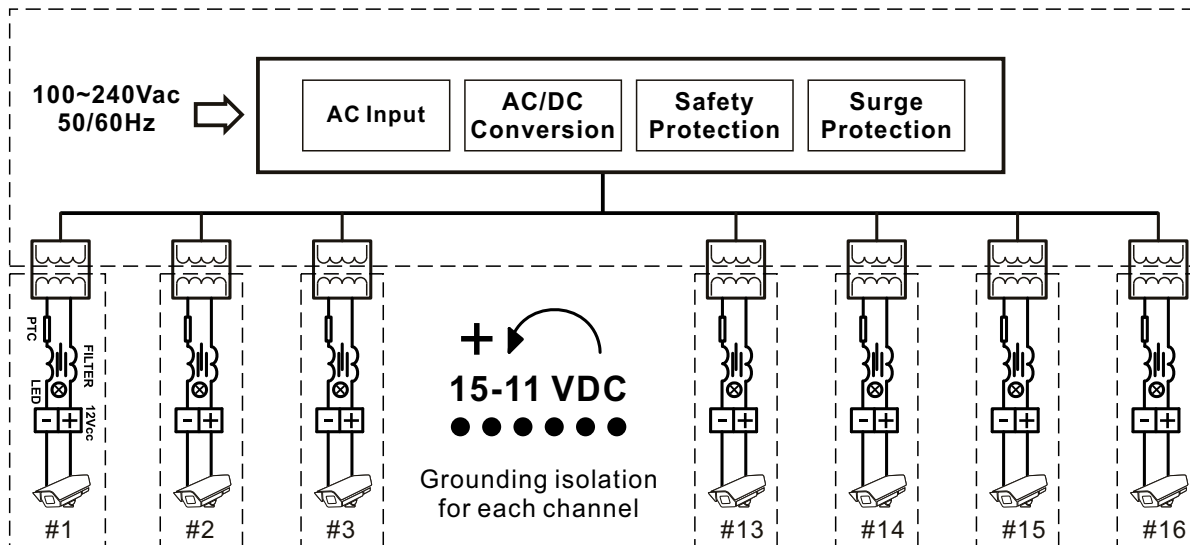 100~240Vac
50/60Hz
AC Input
AC/DC
Conversion
Safety
Protection
Surge
Protection
PTC
FILTER
LED
12Vcc
- +
- +
- +
- +
- +
- +
- +
+
15-11 VDC
Grounding isolation
for each channel
#1
#2
#3
#13
#14
#15
#16